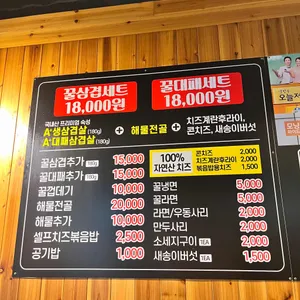 꿀삼겹세트
18,000원
꿀대패세트
18,000원
국내산 프리미엄 숙성
A+생삼겹살 (180g)
A+대패삼겹살 (180g)
+ 해물전골 +
치즈계란후라이,
콘치즈, 새송이버섯
꿀삼겹추가 180g 15,000
꿀대패추가 180g 15,000
꿀껍데기 10,000
해물전골 20,000
해물추가 10,000
셀프치즈볶음밥 2,500
공기밥 1,000
100%
자연산 치즈
콘치즈 2,000
치즈계란후라이 2,000
볶음밥용치즈 1,500
꿀냉면 5,000
꿀라면 5,000
라면/우동사리 2,000
만두사리 2,000
소세지구이 1EA 2,000
새송이버섯 1EA 1,500
오늘